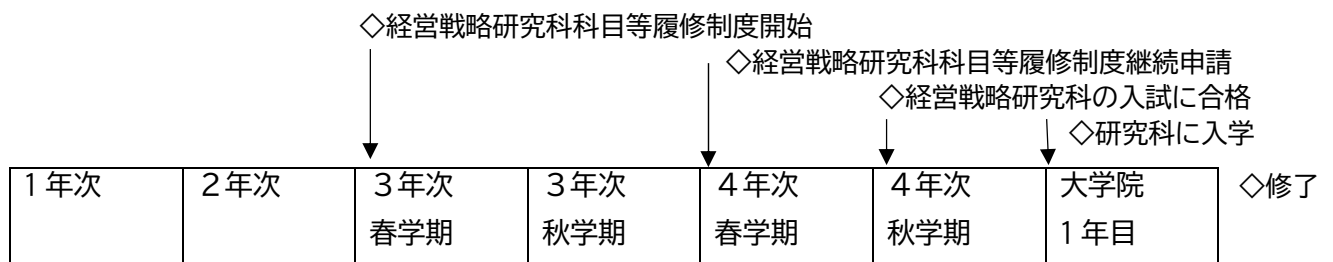 ◇経営戦略研究科科目等履修制度開始
◇経営戦略研究科科目等履修制度継続申請
◇経営戦略研究科の入試に合格
◇研究科に入学
１年次 ２年次 ３年次 ３年次 ４年次 ４年次 大学院 ◇修了
春学期 秋学期 春学期 秋学期 １年目